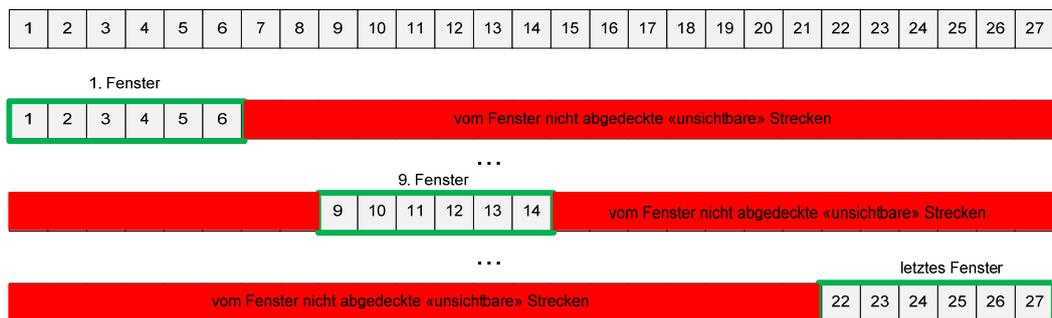 1 2 3 4 5 6 7 8 9 10 11 12 13 14 15 16 17 18 19 20 21 22 23 24 25 26 27
1. Fenster
1 2 3 4 5 6 vom Fenster nicht abgedeckte «unsichtbare» Strecken
...
9. Fenster
9 10 11 12 13 14 vom Fenster nicht abgedeckte «unsichtbare» Strecken
...
letztes Fenster
vom Fenster nicht abgedeckte «unsichtbare» Strecken 22 23 24 25 26 27